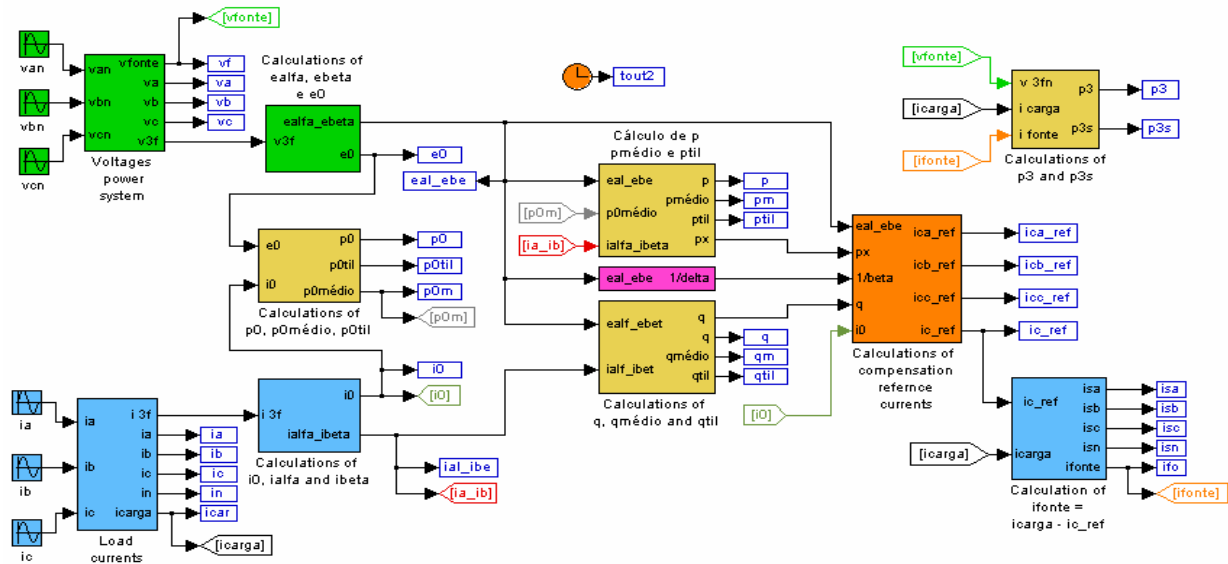 [vfonte]
van
vbn
vcn
van
vbn
vcn
vfonte
va
vb
vc
v3f
Voltages
power
system
vf
va
vb
vc
Calculations of
ealfa, ebeta
e e0
ealfa_ebeta
v3f
e0
e0
eal_ebe
tout2
[vfonte]
[icarga]
[ifonte]
v 3fn
i carga
i fonte
p3
p3s
p3
p3s
Calculations of
p3 and p3s
Cálculo de p
pmédio e ptil
eal_ebe
p0médio
ialfa_ibeta
p
pmédio
ptil
px
[p0m]
[ia_ib]
p
pm
ptil
e0
i0
p0
p0til
p0médio
p0
p0til
p0m
[p0m]
Calculations of
p0, p0médio, p0til
eal_ebe 1/delta
ealf_ebet
ialf_ibet
q
q
qmédio
qtil
q
qm
qtil
Calculations of
q, qmédio and qtil
eal_ebe
px
1/beta
q
i0
ica_ref
icb_ref
icc_ref
ic_ref
ica_ref
icb_ref
icc_ref
ic_ref
[i0]
Calculations of
compensation
refernce
currents
i0
[i0]
i 3f
i0
ialfa_ibeta
Calculations of
i0, ialfa and ibeta
ial_ibe
[ia_ib]
ia
ib
ic
ia
ib
ic
i 3f
ia
ib
ic
in
icarga
ia
ib
ic
in
icar
[icarga]
Load
currents
ic_ref
icarga
isa
isb
isc
isn
ifonte
isa
isb
isc
isn
ifo
[icarga]
[ifonte]
Calculation of
ifonte =
icarga - ic_ref